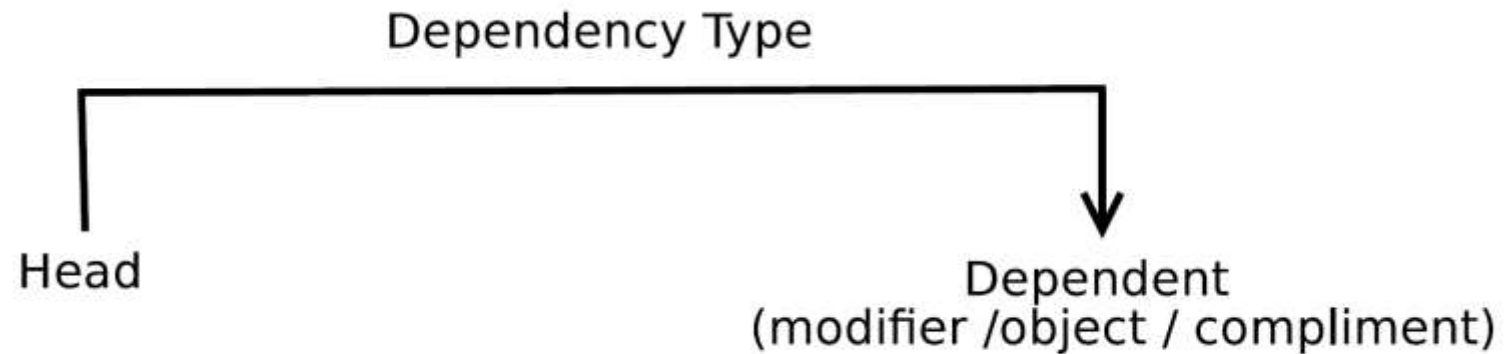 Dependency Type
Head
Dependent
(modifier /object / compliment)